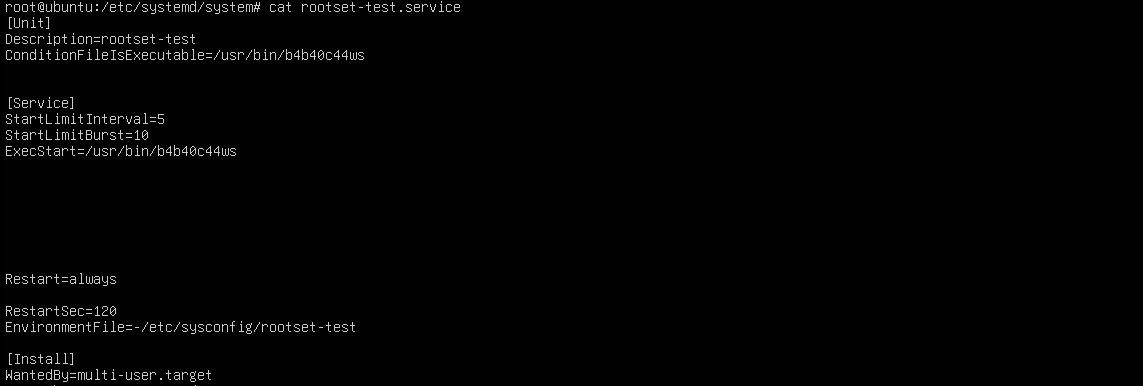 root@ubuntu:/etc/systemd/system# cat rootset-test.service
[Unit]
Description=rootset-test
ConditionFileIsExecutable=/usr/bin/b4b40c44ws
[Service]
StartLimitInterval=5
StartLimitBurst=10
ExecStart=/usr/bin/b4b40c44ws
Restart=always
RestartSec=120
EnvironmentFile=-/etc/sysconfig/rootset-test
[Install]
WantedBy=multi-user.target